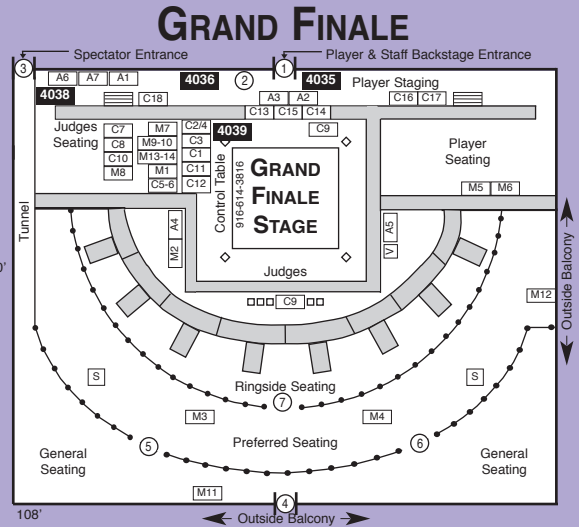 GRAND FINALE
Spectator Entrance
Player & Staff Backstage Entrance
3
1
A6 A7 A1
4036
2
4035
Player Staging
4038
C18
A3 A2
C16 C17
C13 C15 C14
Judges
Seating
C7
C8
C10
M8
M7
M9-10
M13-14
M1
C5-6
C2/4
C3
C1
C11
C12
4039
C9
Control Table
916-614-3816
GRAND
FINALE
STAGE
Player
Seating
M5 M6
Tunnel
A4
M2
A5
V
Judges
C9
0'
M12
Outside Balcony
S
S
Ringside Seating
7
M3
M4
Preferred Seating
5
6
General
Seating
General
Seating
M11
4
108'
Outside Balcony